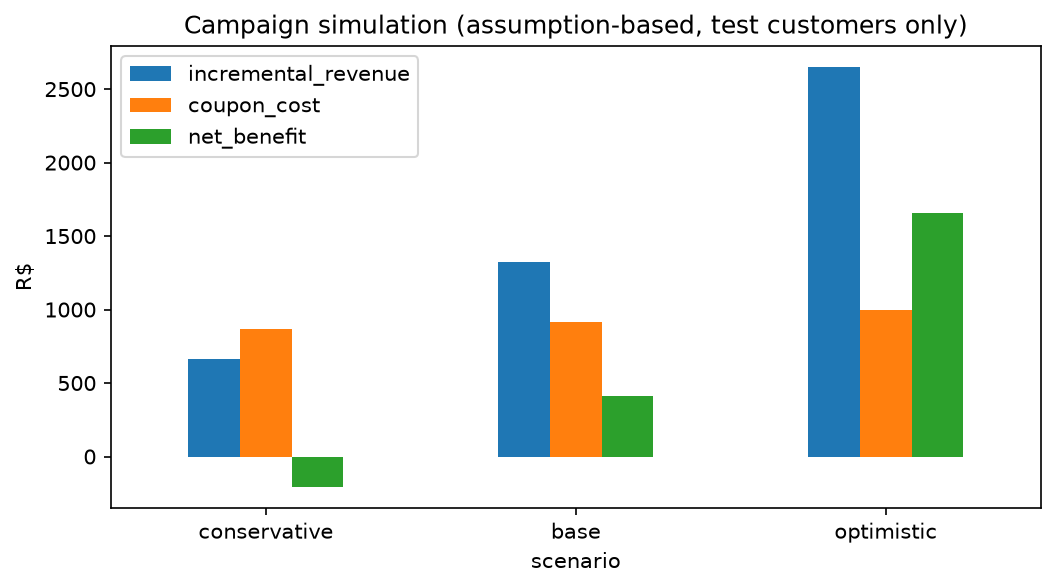 Campaign simulation (assumption-based, test customers only)
incremental_revenue
coupon_cost
net_benefit
R$
2500
2000
1500
1000
500
0
conservative
base
optimistic
scenario